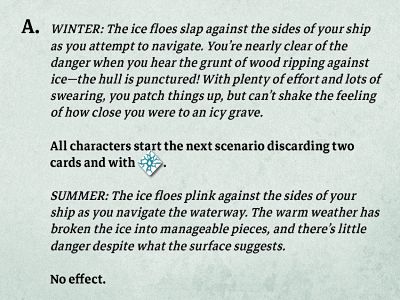 A. WINTER: The ice floes slap against the sides of your ship
as you attempt to navigate. You're nearly clear of the
danger when you hear the grunt of wood ripping against
ice—the hull is punctured! With plenty of effort and lots of
swearing, you patch things up, but can't shake the feeling
of how close you were to an icy grave.
All characters start the next scenario discarding two
cards and with .
SUMMER: The ice floes plink against the sides of your
ship as you navigate the waterway. The warm weather has
broken the ice into manageable pieces, and there's little
danger despite what the surface suggests.
No effect.